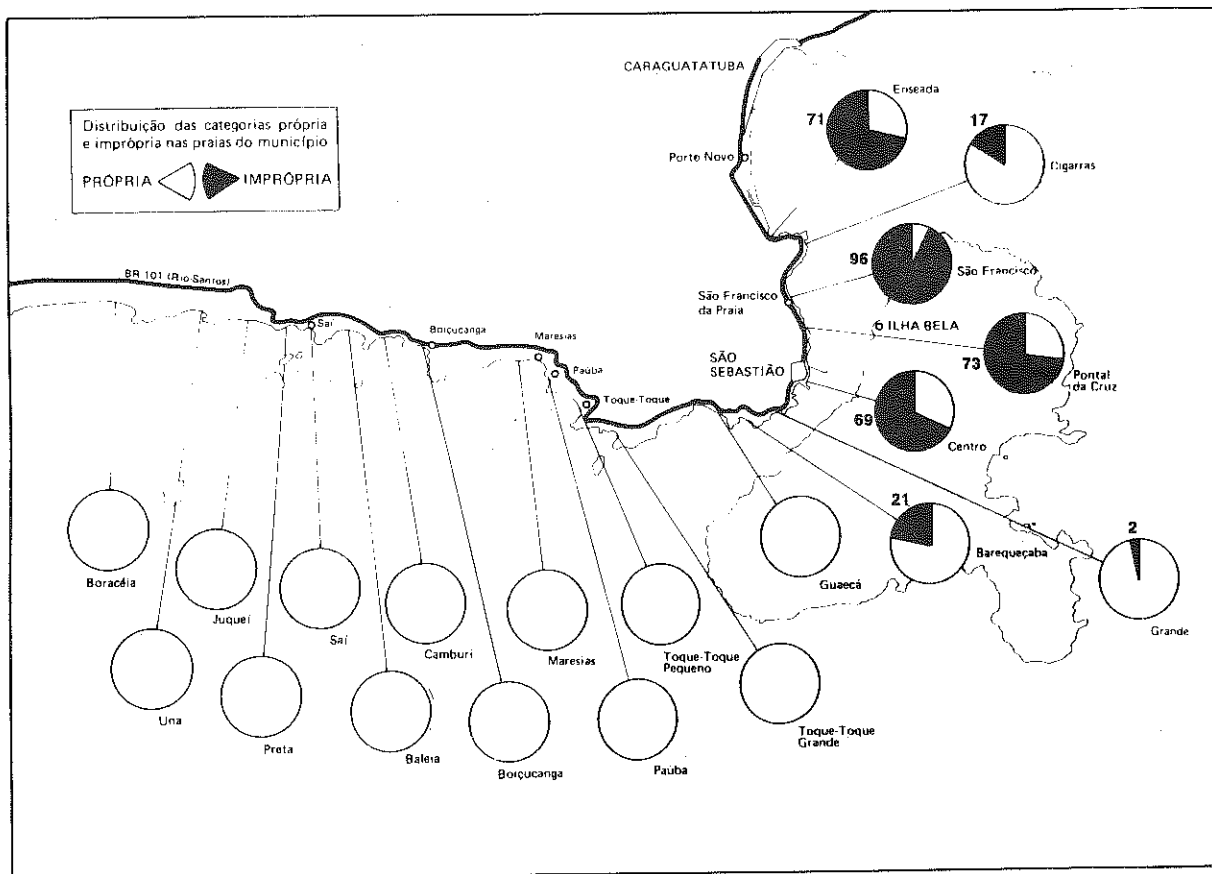 CARAGUATATUBA
Enseada
71
17
Distribuição das categorias própria
e imprópria nas praias do município
PRÓPRIA
IMPRÓPRIA
Porto Novo
Cigarras
96
São Francisco
BR 101 (Rio-Santos)
São Francisco
da Praia
6 ILHA BELA
Saí
Boiçucanga
Maresias
SÃO
SEBASTIÃO
73
Pontal
da Cruz
Paúba
Toque-Toque
69
Centro
21
2
Barequeçaba
Boracéia
Guaecá
Juqueí
Saí
Camburi
Maresias
Toque-Toque
Pequeno
Grande
Una
Preta
Baleia
Boiçucanga
Paúba
Toque-Toque
Grande